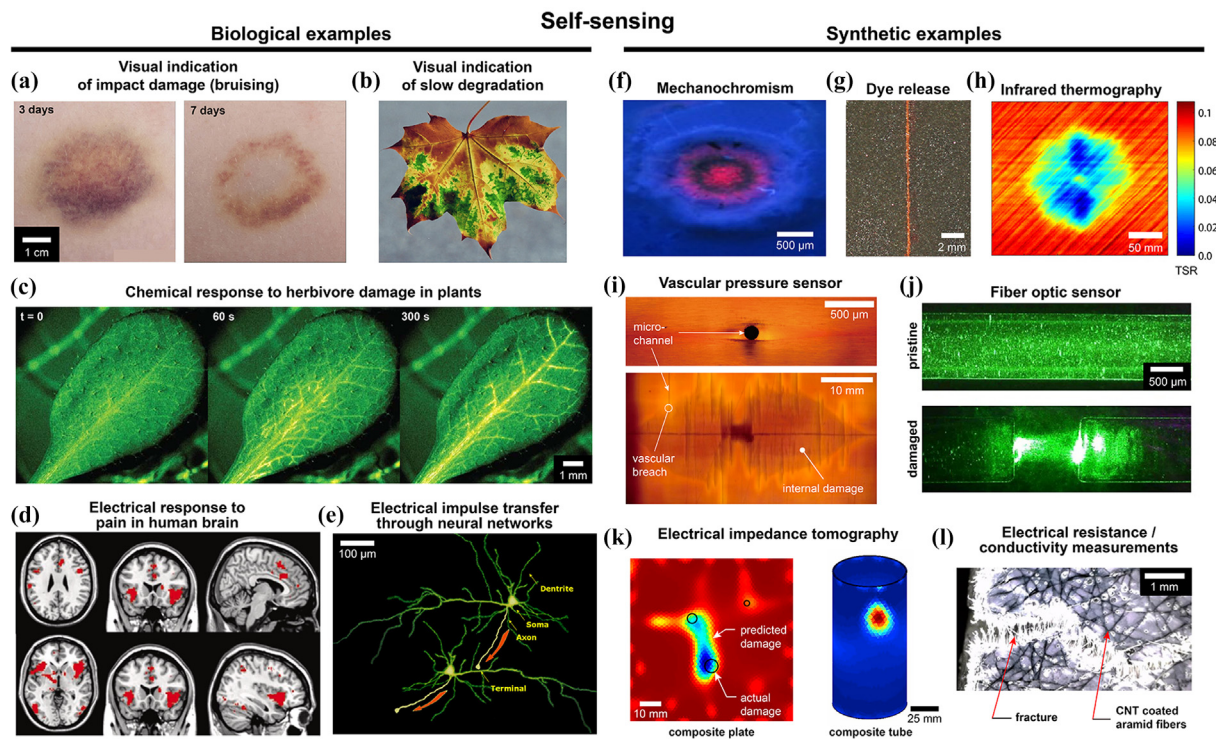 Self-sensing
Biological examples
Synthetic examples
(a)
Visual indication
of impact damage (bruising)
3 days
7 days
1 cm
(b)
Visual indication
of slow degradation
(c)
Chemical response to herbivore damage in plants
t = 0
60 s
300 s
1 mm
(d)
Electrical response to
pain in human brain
(e)
Electrical impulse transfer
through neural networks
100 µm
Dentrite
Soma
Axon
Terminal
(f)
Mechanochromism
500 µm
(g)
Dye release
2 mm
(h)
Infrared thermography
50 mm
0.1
0.08
0.04
0.02
0.0
TSR
(i)
Vascular pressure sensor
500 µm
micro-
channel
10 mm
vascular
breach
internal damage
(j)
Fiber optic sensor
pristine
500 µm
damaged
(k)
Electrical impedance tomography
predicted
damage
actual
damage
10 mm
composite plate
25 mm
composite tube
(l)
Electrical resistance /
conductivity measurements
1 mm
fracture
CNT coated
aramid fibers